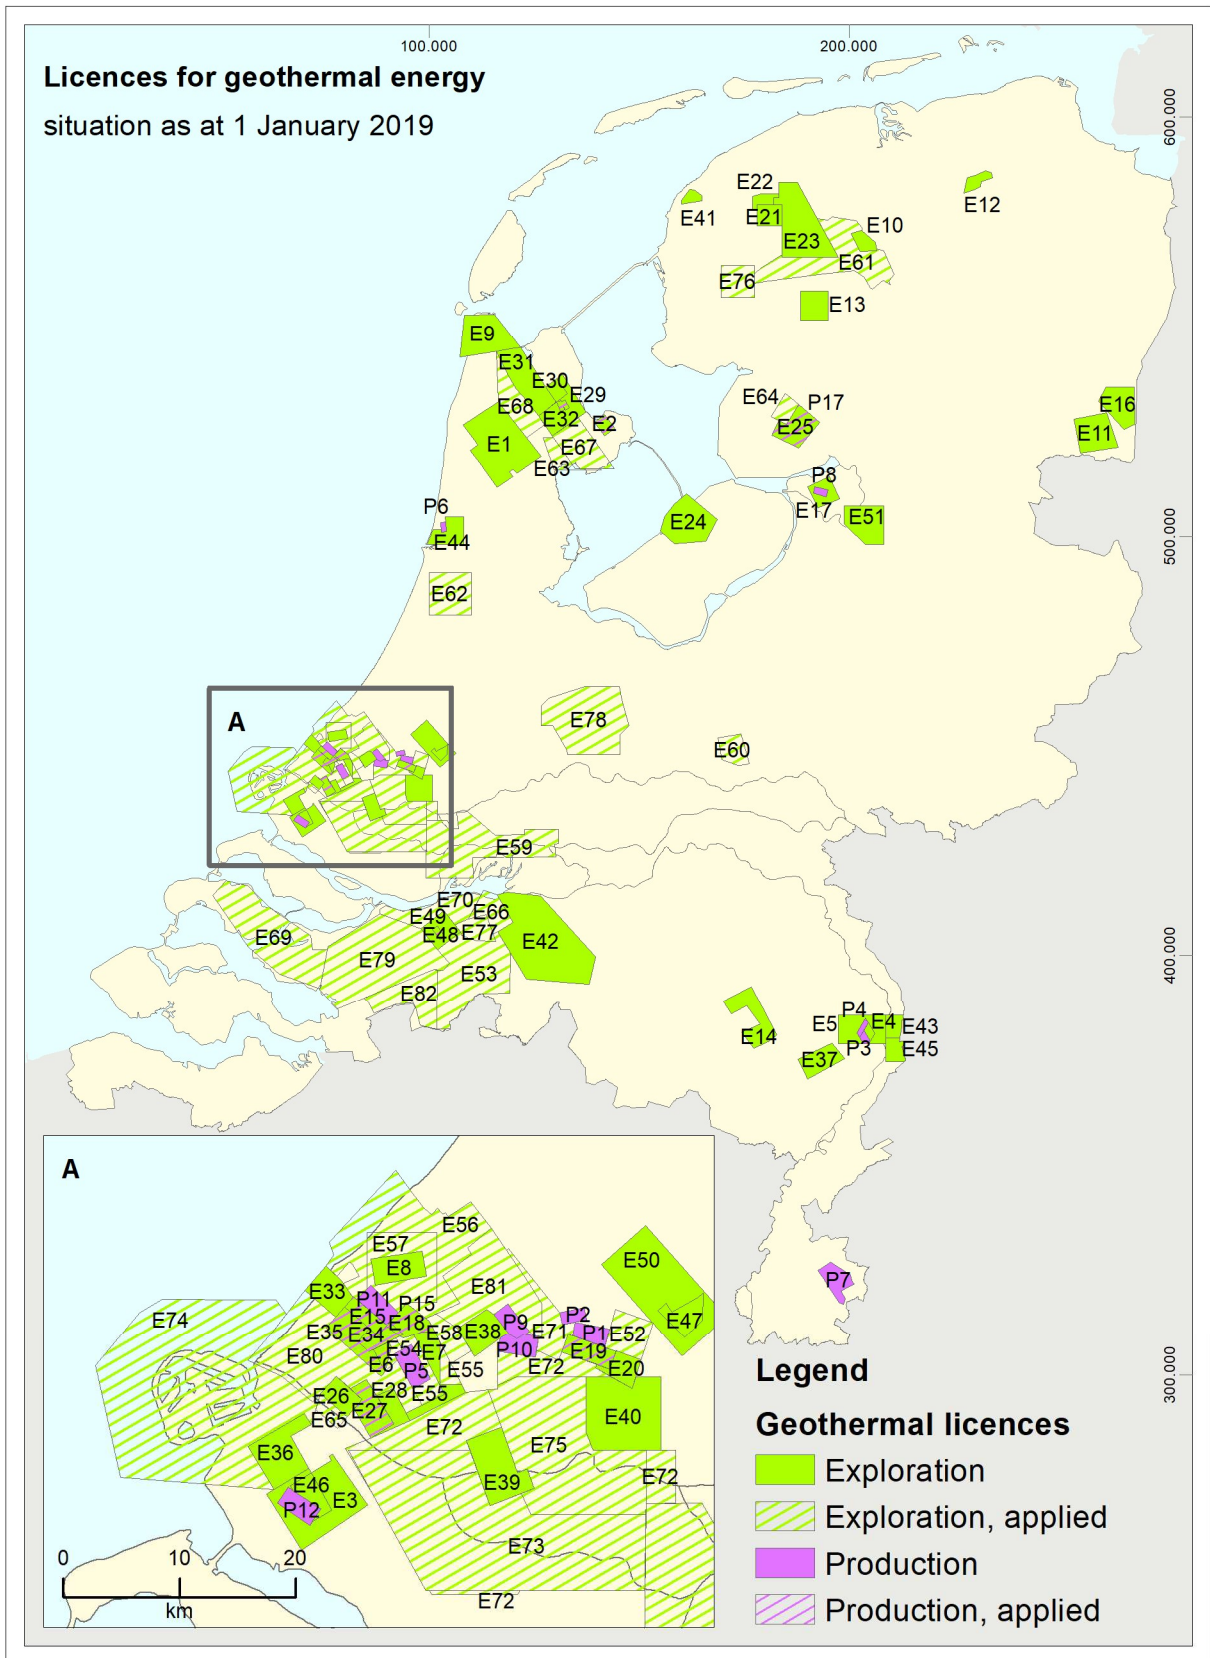 100.000
200.000
Licences for geothermal energy
situation as at 1 January 2019
600.000
E22
E12
E41
E21
E10
E23
E61
E76
E13
E9
E31
E30
E29
E64
P17
E16
E68
E32
E2
E25
E11
E1
E67
E63
P8
P6
E17
E51
E24
E44
500.000
E62
A
E78
E60
E59
E70
E49
E66
E48
E77
E42
E69
E79
E53
E82
400.000
P4
E5
E4
E43
E14
P3
E45
E37
A
E56
E57
E50
E8
E81
E33
P11
P15
P2
E74
E15
E18
P9
E47
E35
E34
E58
E38
E71
P1
E52
E80
E54
E7
P10
E19
E6
P5
E55
E72
E20
E26
E28
E55
E65
E27
E72
E40
E36
E75
E46
E39
E72
P12
E3
E73
E72
0
10
20
km
P7
300.000
Legend
Geothermal licences
Exploration
Exploration, applied
Production
Production, applied